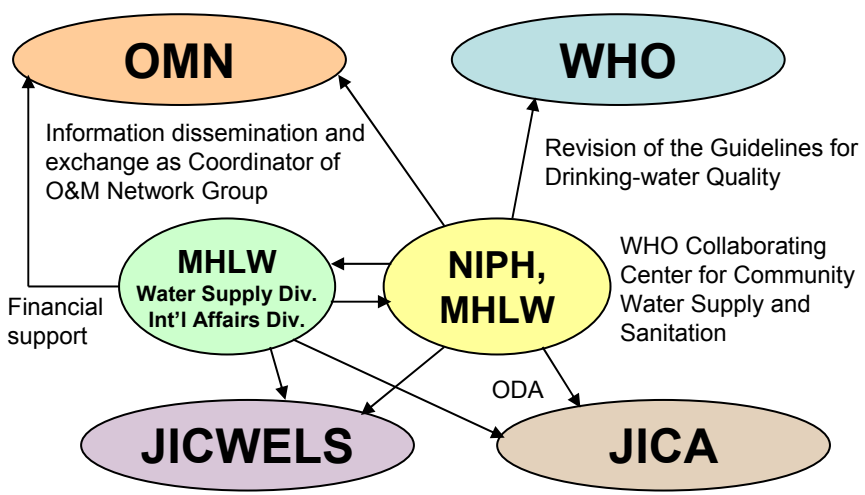 OMN
WHO
Information dissemination and
exchange as Coordinator of
O&M Network Group
Revision of the Guidelines for
Drinking-water Quality
MHLW
Water Supply Div.
Int'l Affairs Div.
NIPH,
MHLW
WHO Collaborating
Center for Community
Water Supply and
Sanitation
Financial
support
ODA
JICWELS
JICA